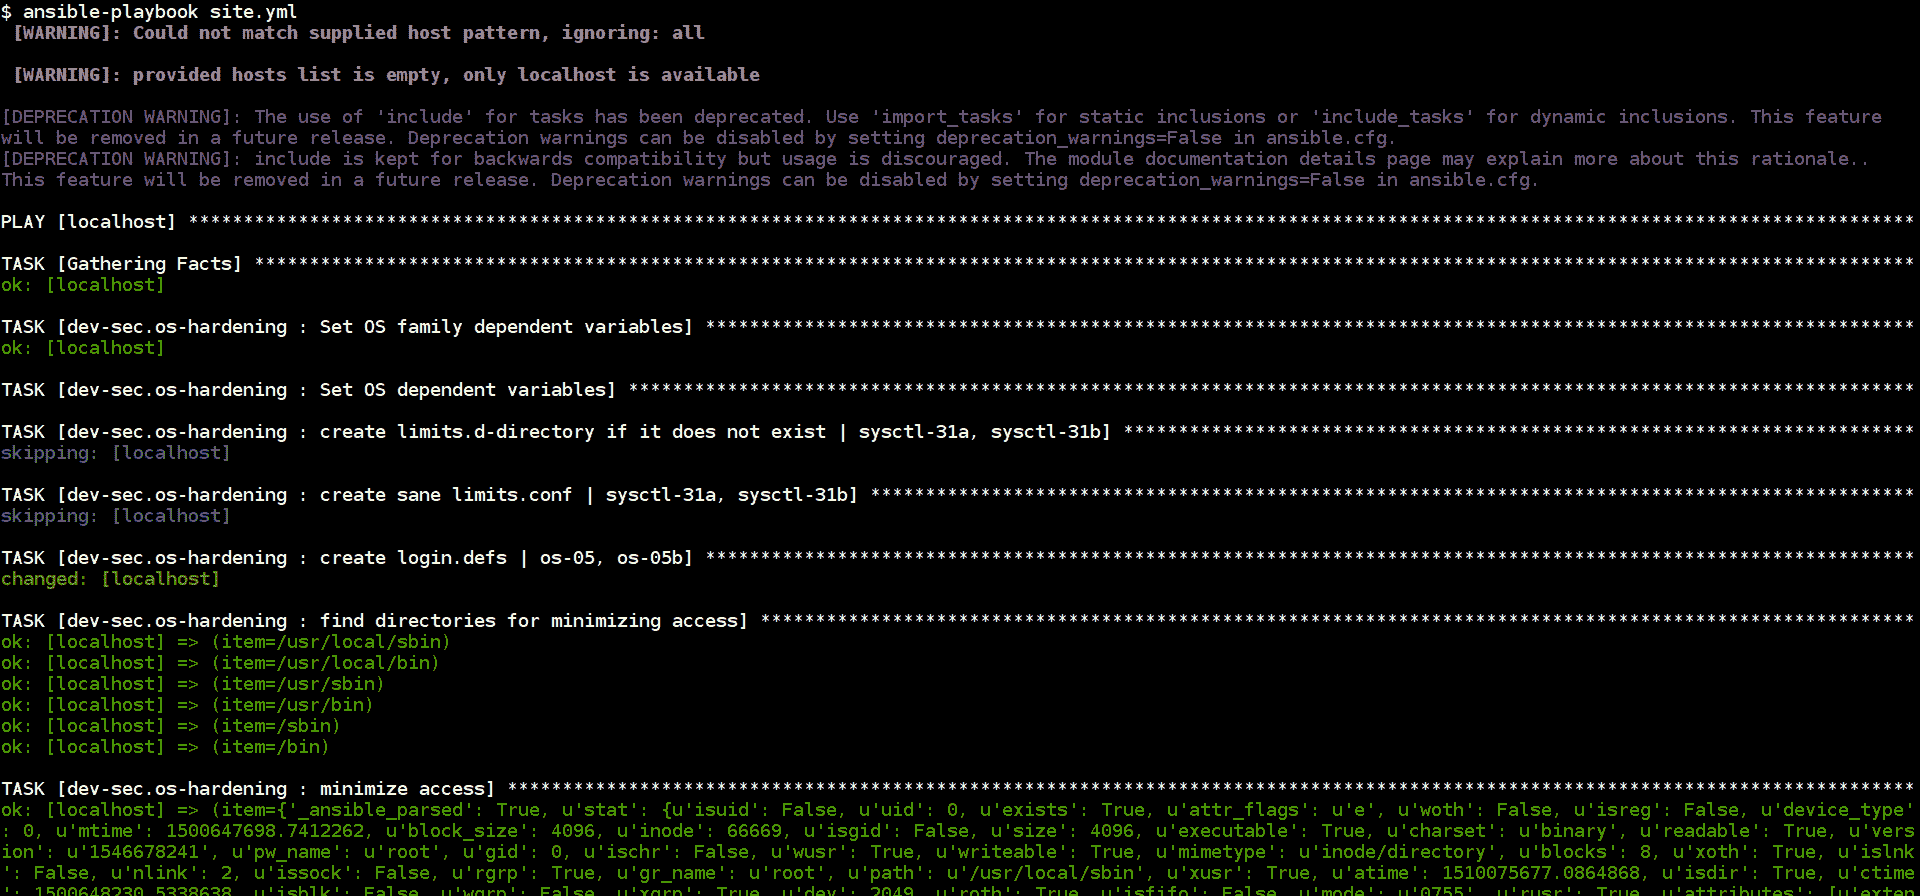 $ ansible-playbook site.yml
[WARNING]: Could not match supplied host pattern, ignoring: all
[WARNING]: provided hosts list is empty, only localhost is available
[DEPRECATION WARNING]: The use of 'include' for tasks has been deprecated. Use 'import_tasks' for static inclusions or 'include_tasks' for dynamic inclusions. This feature
will be removed in a future release. Deprecation warnings can be disabled by setting deprecation_warnings=False in ansible.cfg.
[DEPRECATION WARNING]: include is kept for backwards compatibility but usage is discouraged. The module documentation details page may explain more about this rationale..
This feature will be removed in a future release. Deprecation warnings can be disabled by setting deprecation_warnings=False in ansible.cfg.
PLAY [localhost] *************************************************************************************************************************************************************
TASK [Gathering Facts] *******************************************************************************************************************************************************
ok: [localhost]
TASK [dev-sec.os-hardening : Set OS family dependent variables] **************************************************************************************************************
ok: [localhost]
TASK [dev-sec.os-hardening : Set OS dependent variables] *********************************************************************************************************************
TASK [dev-sec.os-hardening : create limits.d-directory if it does not exist | sysctl-31a, sysctl-31b] ************************************************************************
skipping: [localhost]
TASK [dev-sec.os-hardening : create sane limits.conf | sysctl-31a, sysctl-31b] ***********************************************************************************************
skipping: [localhost]
TASK [dev-sec.os-hardening : create login.defs | os-05, os-05b] **************************************************************************************************************
changed: [localhost]
TASK [dev-sec.os-hardening : find directories for minimizing access] *********************************************************************************************************
ok: [localhost] => (item=/usr/local/sbin)
ok: [localhost] => (item=/usr/local/bin)
ok: [localhost] => (item=/usr/sbin)
ok: [localhost] => (item=/usr/bin)
ok: [localhost] => (item=/sbin)
ok: [localhost] => (item=/bin)
TASK [dev-sec.os-hardening : minimize access] ********************************************************************************************************************************
ok: [localhost] => (item={'_ansible_parsed': True, u'stat': {u'isuid': False, u'uid': 0, u'exists': True, u'attr_flags': u'e', u'woth': False, u'isreg': False, u'device_type'
: 0, u'mtime': 1500647698.7412262, u'block_size': 4096, u'inode': 66669, u'isgid': False, u'size': 4096, u'executable': True, u'charset': u'binary', u'readable': True, u'vers
ion': u'1546678241', u'pw_name': u'root', u'gid': 0, u'ischr': False, u'wusr': True, u'writeable': True, u'mimetype': u'inode/directory', u'blocks': 8, u'xoth': True, u'islnk
': False, u'nlink': 2, u'issock': False, u'rgrp': True, u'gr_name': u'root', u'path': u'/usr/local/sbin', u'xusr': True, u'atime': 1510075677.0864868, u'isdir': True, u'ctime
': 1500648230.5338638, u'isblk': False, u'wgrp': False, u'xgrp': True, u'dev': 2049, u'roth': True, u'isfifo': False, u'mode': u'0755', u'rusr': True, u'attributes': [u'exten